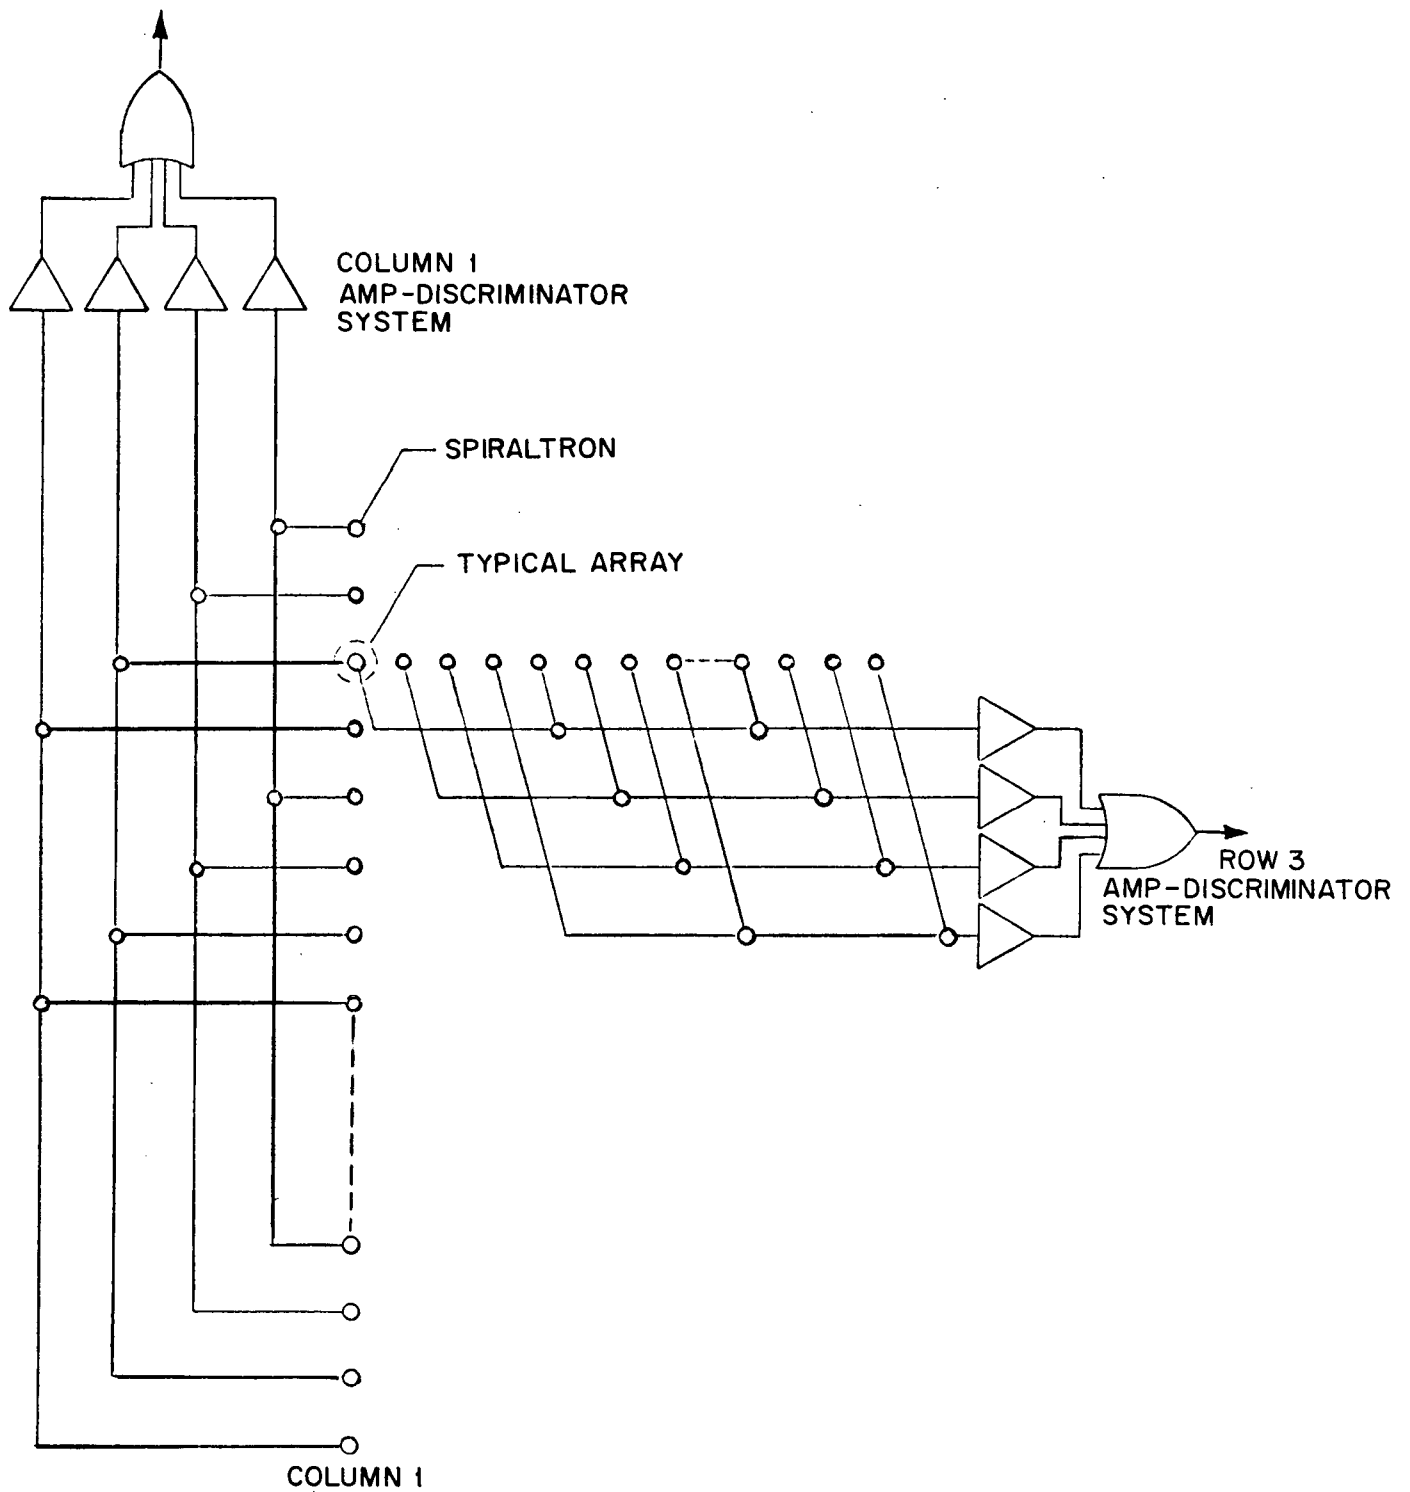 COLUMN 1
AMP-DISCRIMINATOR
SYSTEM
SPIRALTRON
TYPICAL ARRAY
ROW 3
AMP-DISCRIMINATOR
SYSTEM
COLUMN 1